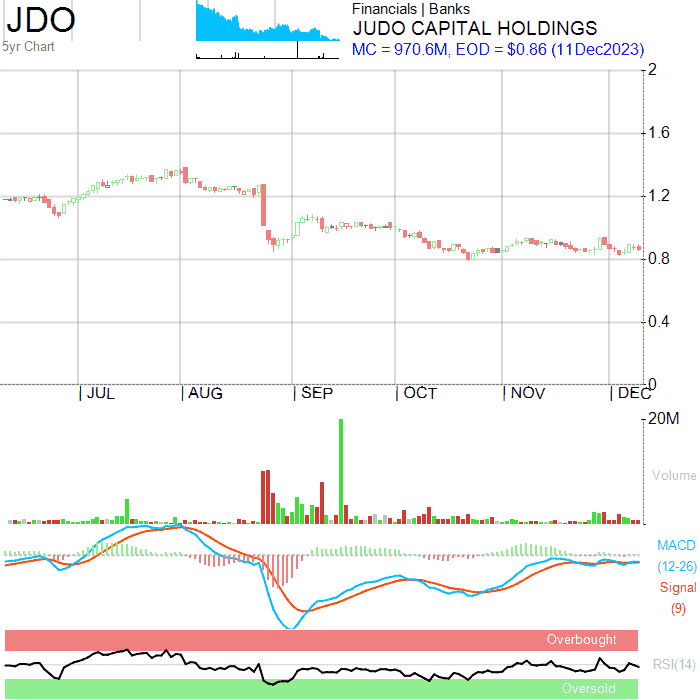 JDO
5yr Chart
Financials | Banks
JUDO CAPITAL HOLDINGS
MC = 970.6M, EOD = $0.86 (11Dec2023)
2
1.6
1.2
0.8
0.4
0
| JUL | AUG | SEP | OCT | NOV | DEC
20M
Volume
MACD
(12-26)
Signal
(9)
Overbought
RSI(14)
Oversold